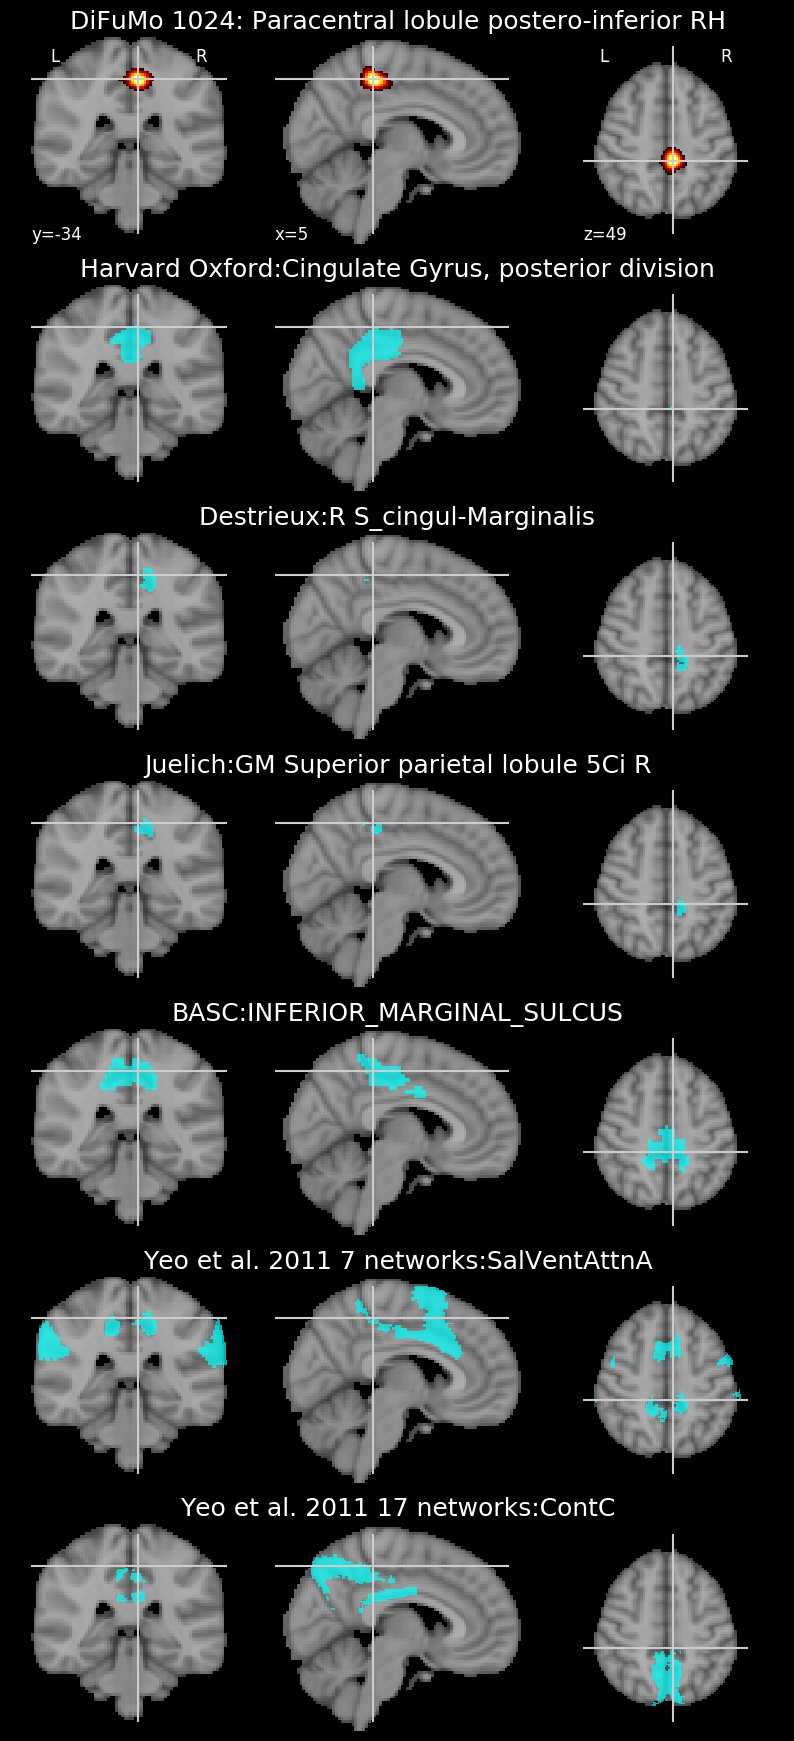 DiFuMo 1024: Paracentral lobule postero-inferior RH
L R L R
y=-34 x=5 z=49
Harvard Oxford:Cingulate Gyrus, posterior division
Destrieux:R S_cingul-Marginalis
Juelich:GM Superior parietal lobule 5Ci R
BASC:INFERIOR_MARGINAL_SULCUS
Yeo et al. 2011 7 networks:SalVentAttnA
Yeo et al. 2011 17 networks:ContC